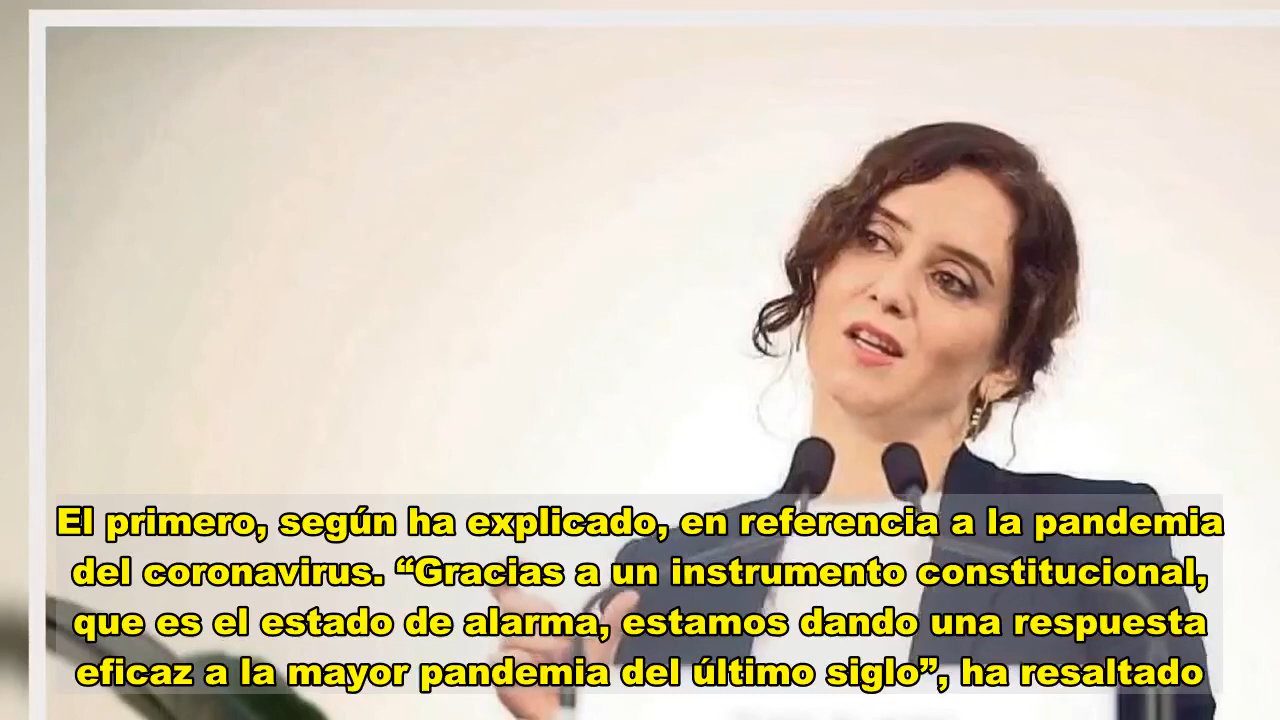 El primero, según ha explicado, en referencia a la pandemia
del coronavirus. “Gracias a un instrumento constitucional,
que es el estado de alarma, estamos dando una respuesta
eficaz a la mayor pandemia del último siglo”, ha resaltado